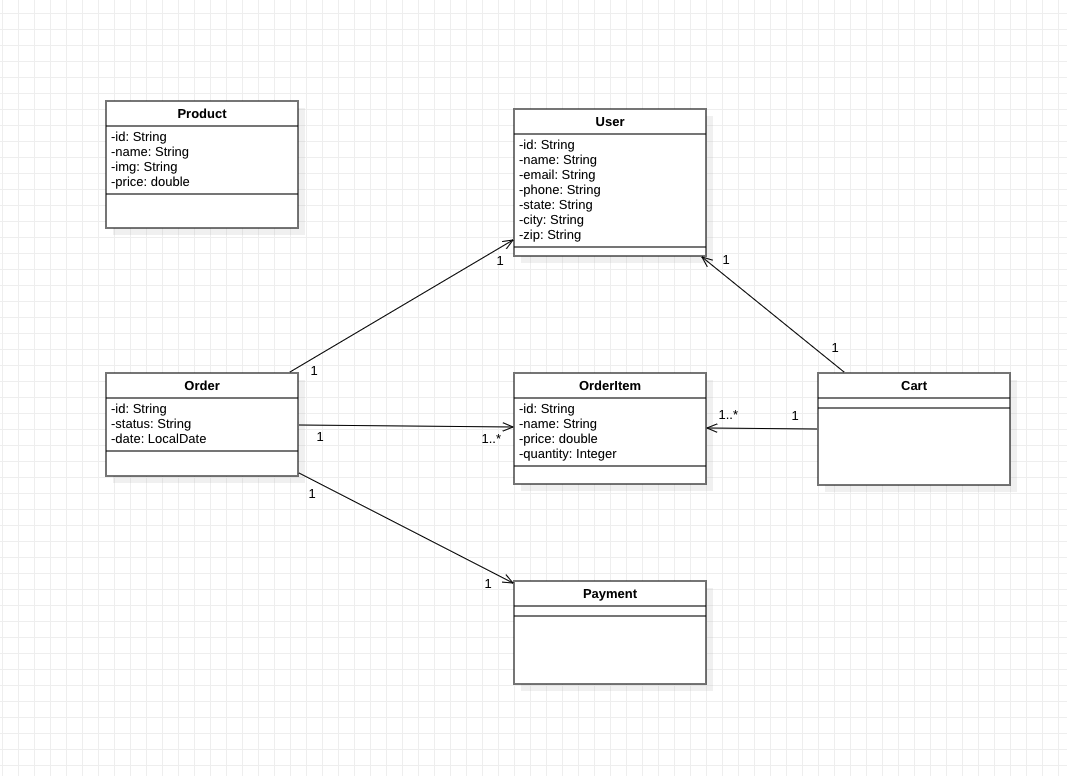 Product
-id: String
-name: String
-img: String
-price: double
User
-id: String
-name: String
-email: String
-phone: String
-state: String
-city: String
-zip: String
1
1
1
1
Order
-id: String
-status: String
-date: LocalDate
1
1..*
OrderItem
-id: String
-name: String
-price: double
-quantity: Integer
1..*
1
Cart
1
1
Payment